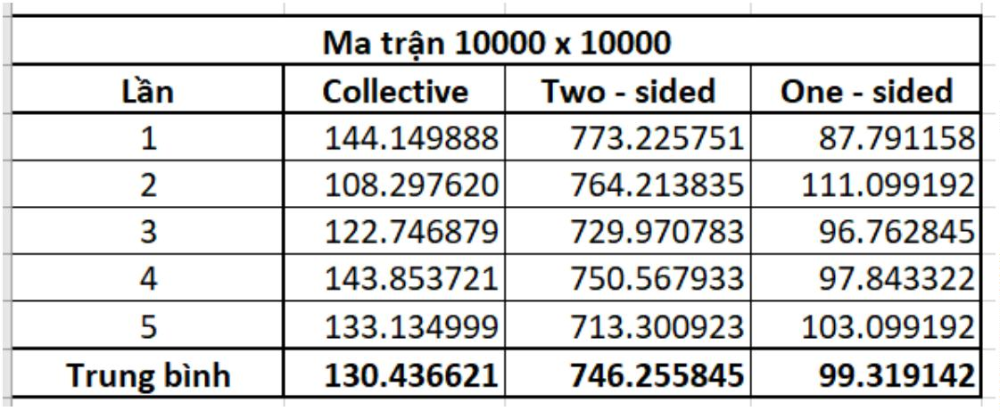 Ma trận 10000 x 10000
Lần Collective Two - sided One - sided
1 144.149888 773.225751 87.791158
2 108.297620 764.213835 111.099192
3 122.746879 729.970783 96.762845
4 143.853721 750.567933 97.843322
5 133.134999 713.300923 103.099192
Trung bình 130.436621 746.255845 99.319142